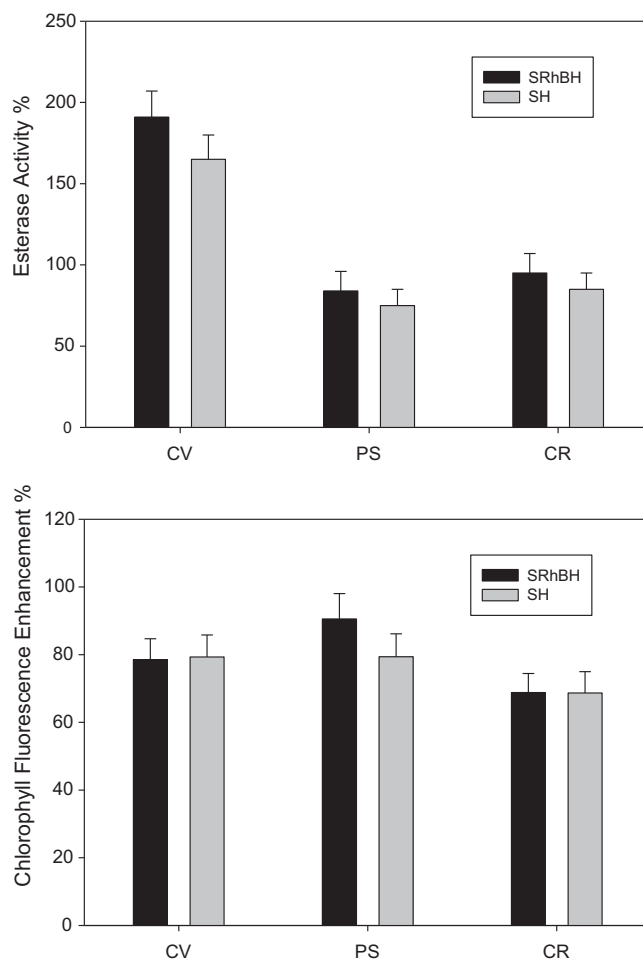 250
200
150
100
50
0
Esterase Activity %
SRhBH
SH
CV PS CR
120
100
80
60
40
20
0
Chlorophyll Fluorescence Enhancement %
SRhBH
SH
CV PS CR